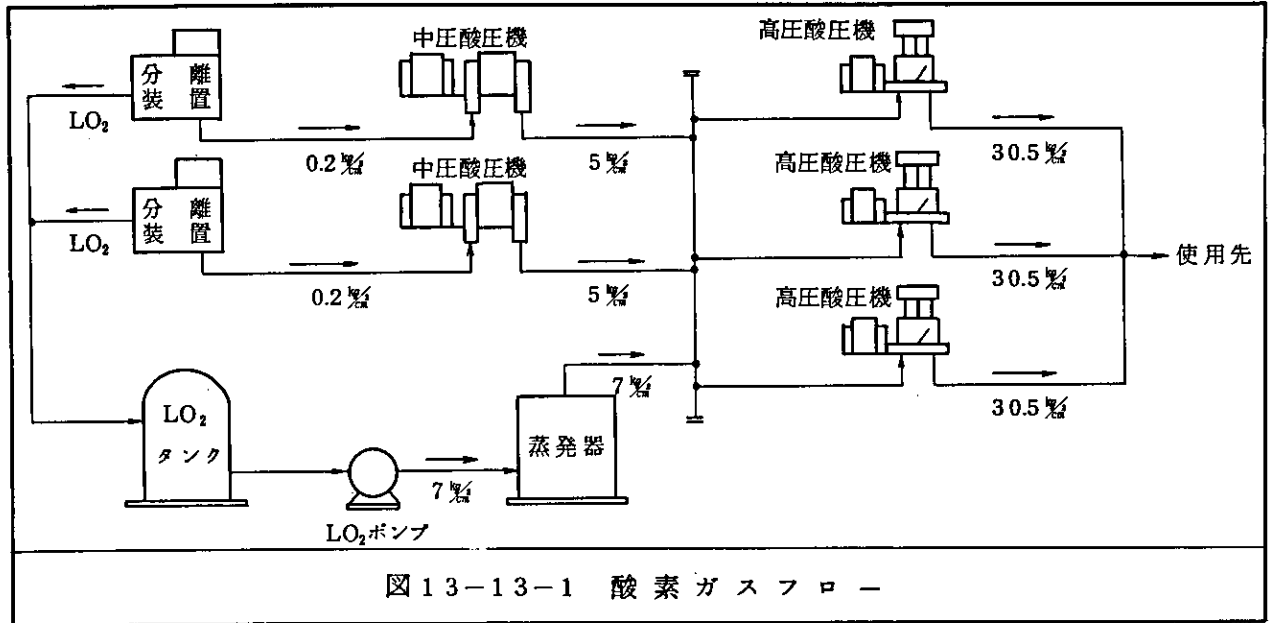 中圧酸圧機
高圧酸圧機
分離
装置
LO₂
0.2 kg/cm²
5 kg/cm²
30.5 kg/cm²
中圧酸圧機
高圧酸圧機
分離
装置
LO₂
0.2 kg/cm²
5 kg/cm²
30.5 kg/cm²
使用先
高圧酸圧機
7 kg/cm²
30.5 kg/cm²
LO₂
タンク
蒸発器
7 kg/cm²
LO₂ポンプ
図13-13-1 酸素ガスフロー